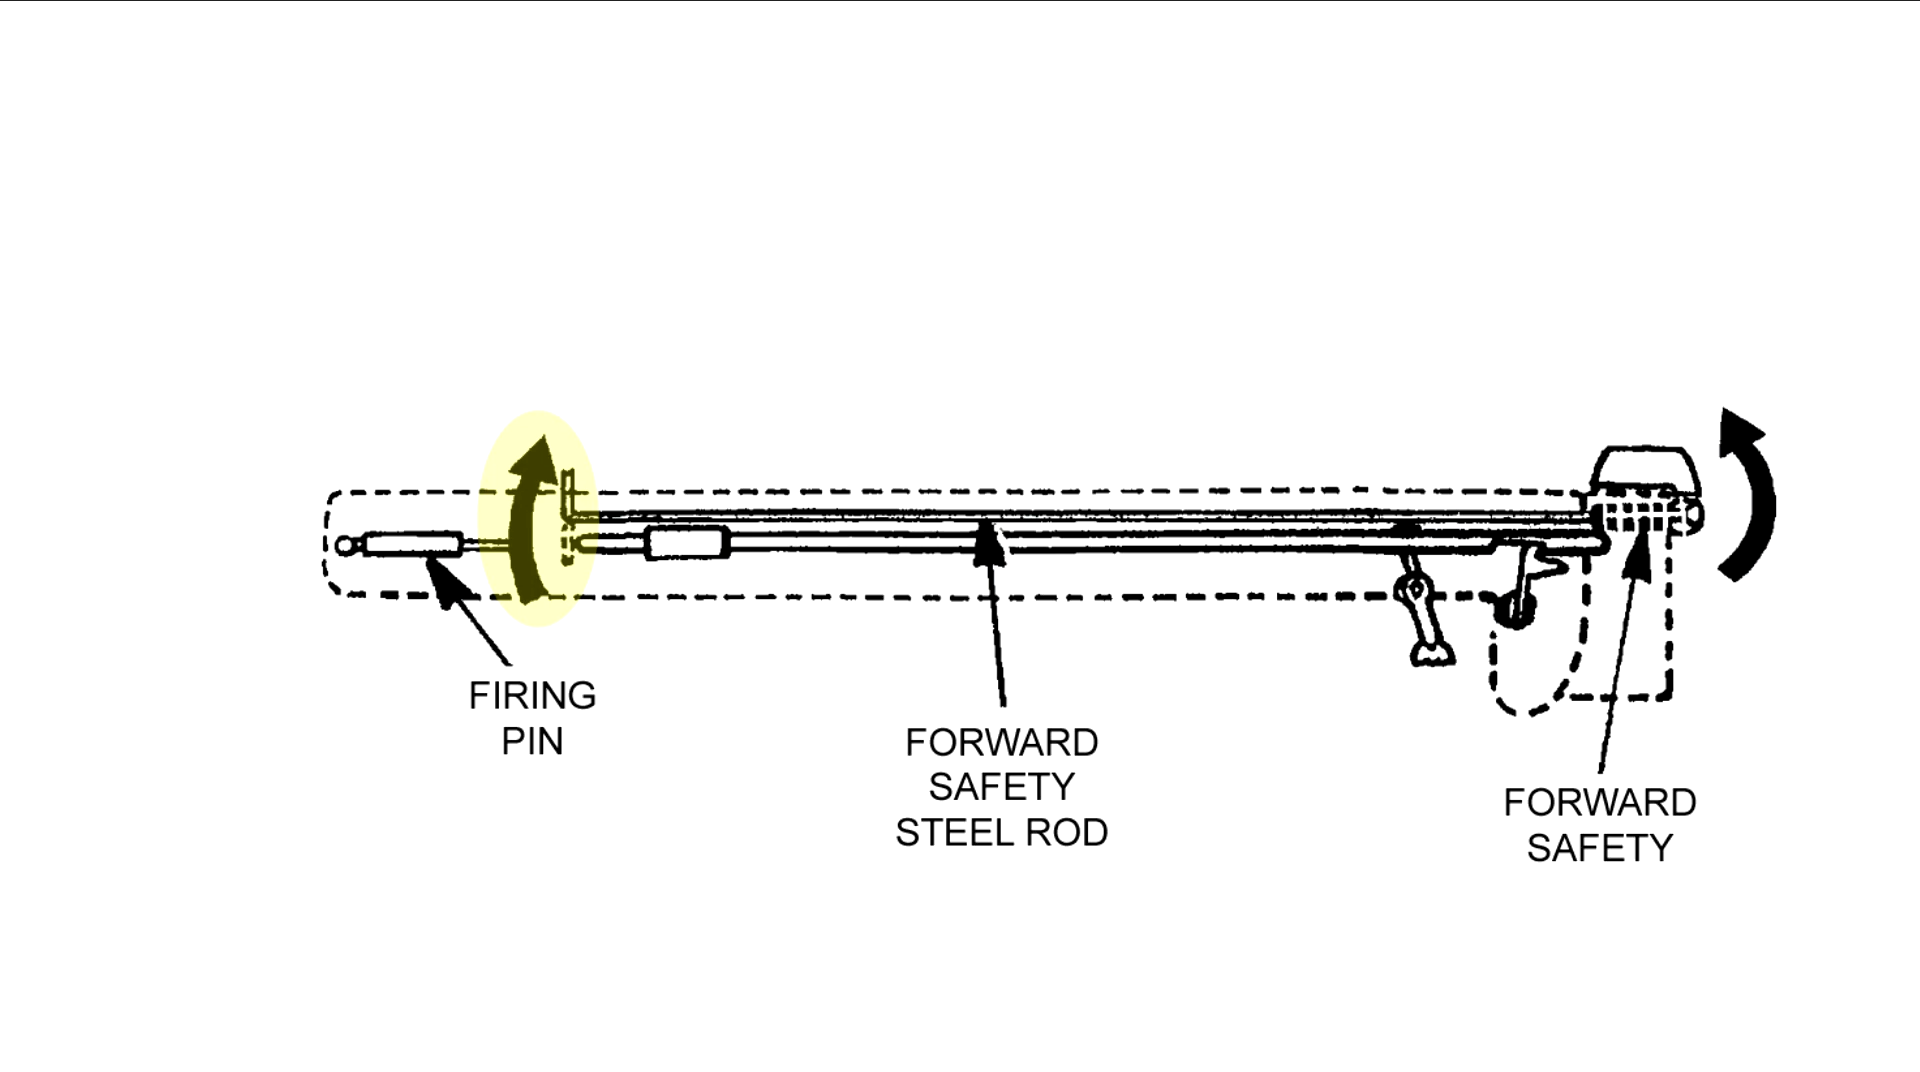 FIRING
PIN
FORWARD
SAFETY
STEEL ROD
FORWARD
SAFETY